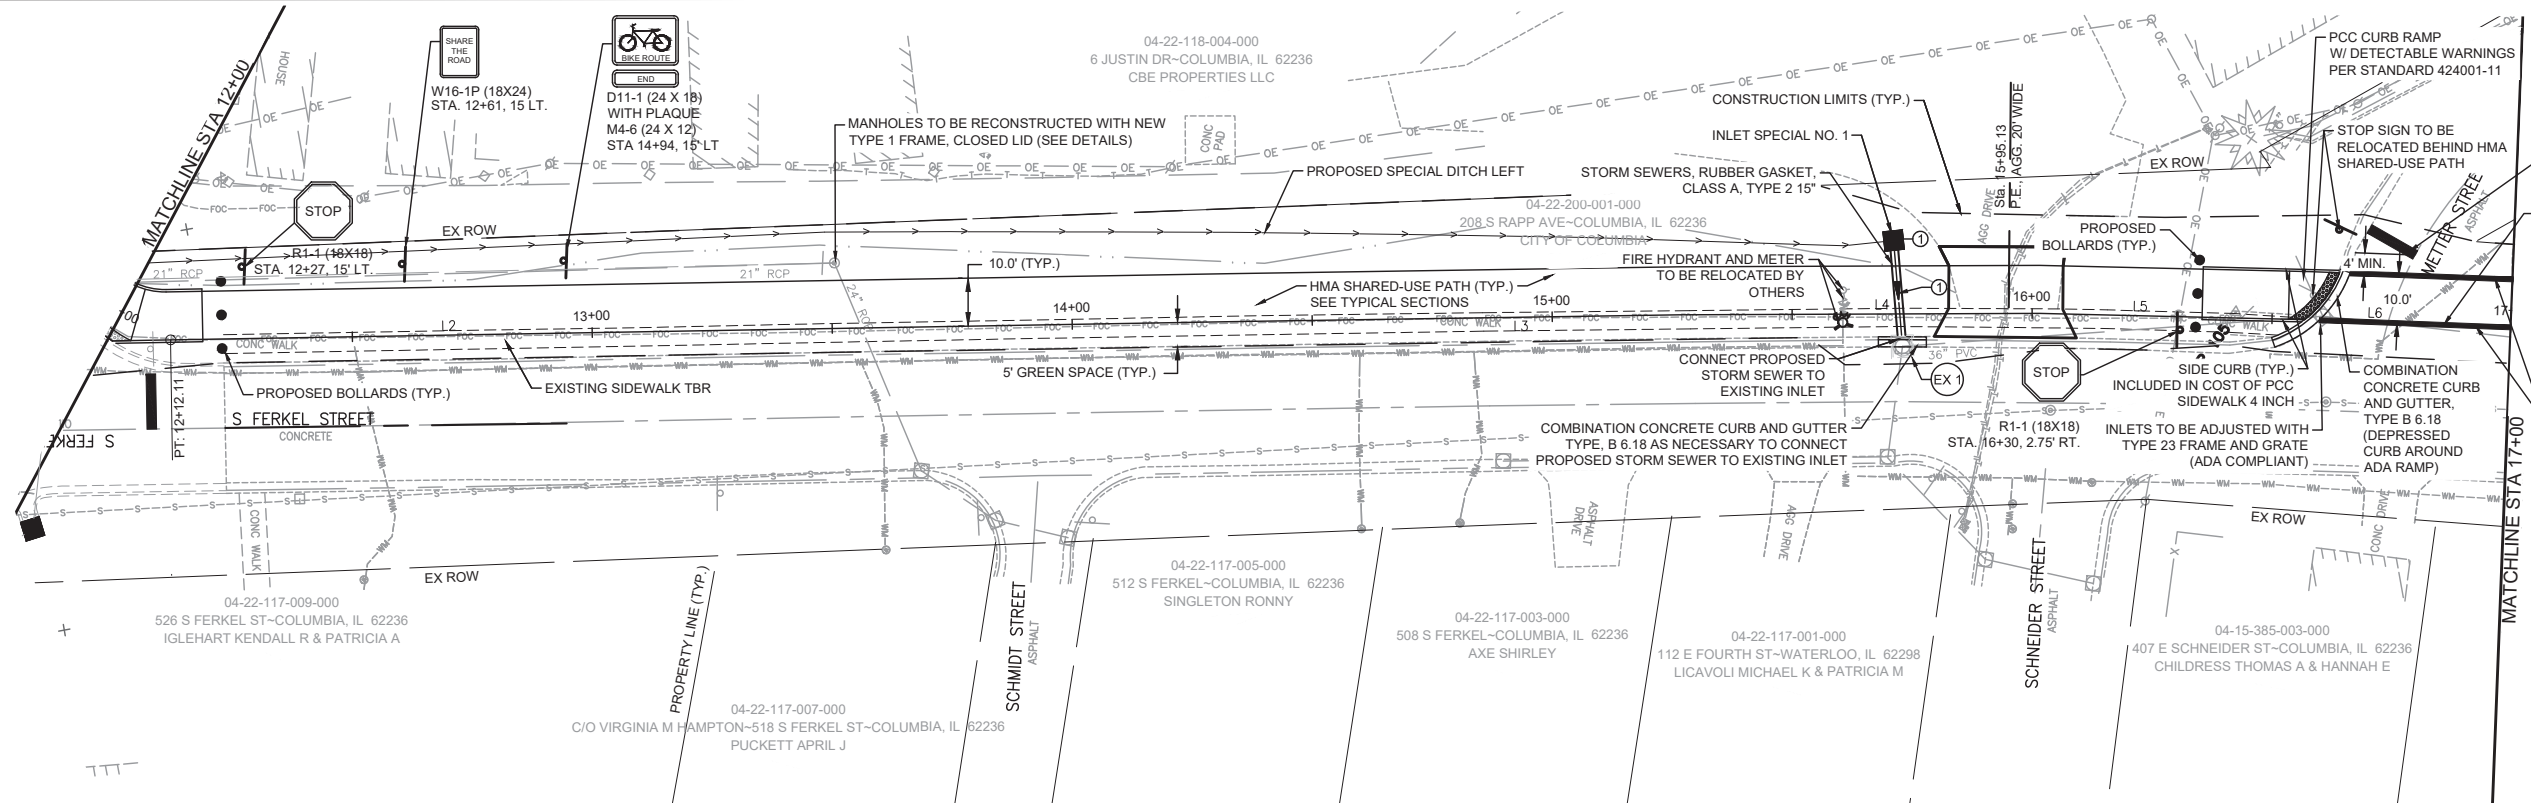 MATCHLINE STA 12+00
HOUSE
SHARE
THE
ROAD
W16-1P (18X24)
STA. 12+61, 15 LT.
BIKE ROUTE
END
D11-1 (24 X 18)
WITH PLAQUE
M4-6 (24 X 12)
STA 14+94, 15' LT
04-22-118-004-000
6 JUSTIN DR~COLUMBIA, IL 62236
CBE PROPERTIES LLC
MANHOLES TO BE RECONSTRUCTED WITH NEW
TYPE 1 FRAME, CLOSED LID (SEE DETAILS)
CONC
PAD
PROPOSED SPECIAL DITCH LEFT
CONSTRUCTION LIMITS (TYP.)
INLET SPECIAL NO. 1
STORM SEWERS, RUBBER GASKET,
CLASS A, TYPE 2 15"
04-22-200-001-000
208 S RAPP AVE~COLUMBIA, IL 62236
CITY OF COLUMBIA
FIRE HYDRANT AND METER
TO BE RELOCATED BY
OTHERS
AGG DRIVE
Sta. 15+95.13
P.E., AGG. 20' WIDE
PCC CURB RAMP
W/ DETECTABLE WARNINGS
PER STANDARD 424001-11
STOP SIGN TO BE
RELOCATED BEHIND HMA
SHARED-USE PATH
EX ROW
PROPOSED
BOLLARDS (TYP.)
ASPHALT
4' MIN.
10.0'
L6
17+
STOP
R1-1 (18X18)
STA. 12+27, 15' LT.
EX ROW
21" RCP
21" RCP
24" RCP
10.0' (TYP.)
HMA SHARED-USE PATH (TYP.)
SEE TYPICAL SECTIONS
L2
13+00
14+00
15+00
16+00
L3
L4
L5
1
1
CONC WALK
CONC WALK
PROPOSED BOLLARDS (TYP.)
EXISTING SIDEWALK TBR
5' GREEN SPACE (TYP.)
PT: 12+12.11
S FERKEL STREET
CONCRETE
S FERKE
CONNECT PROPOSED
STORM SEWER TO
EXISTING INLET
36" PVC
EX 1
STOP
R1-1 (18X18)
STA. 16+30, 2.75' RT.
COMBINATION CONCRETE CURB AND GUTTER
TYPE, B 6.18 AS NECESSARY TO CONNECT
PROPOSED STORM SEWER TO EXISTING INLET
SIDE CURB (TYP.)
INCLUDED IN COST OF PCC
SIDEWALK 4 INCH
INLETS TO BE ADJUSTED WITH
TYPE 23 FRAME AND GRATE
(ADA COMPLIANT)
COMBINATION
CONCRETE CURB
AND GUTTER,
TYPE B 6.18
(DEPRESSED
CURB AROUND
ADA RAMP)
MATCHLINE STA 17+00
CONC WALK
EX ROW
04-22-117-009-000
526 S FERKEL ST~COLUMBIA, IL 62236
IGLEHART KENDALL R & PATRICIA A
PROPERTY LINE (TYP.)
04-22-117-007-000
C/O VIRGINIA M HAMPTON~518 S FERKEL ST~COLUMBIA, IL 62236
PUCKETT APRIL J
SCHMIDT STREET
ASPHALT
04-22-117-005-000
512 S FERKEL~COLUMBIA, IL 62236
SINGLETON RONNY
ASPHALT
DRIVE
04-22-117-003-000
508 S FERKEL~COLUMBIA, IL 62236
AXE SHIRLEY
AGG DRIVE
04-22-117-001-000
112 E FOURTH ST~WATERLOO, IL 62298
LICAVOLI MICHAEL K & PATRICIA M
SCHNEIDER STREET
ASPHALT
04-15-385-003-000
407 E SCHNEIDER ST~COLUMBIA, IL 62236
CHILDRESS THOMAS A & HANNAH E
CONC DRIVE
EX ROW
METER STREE